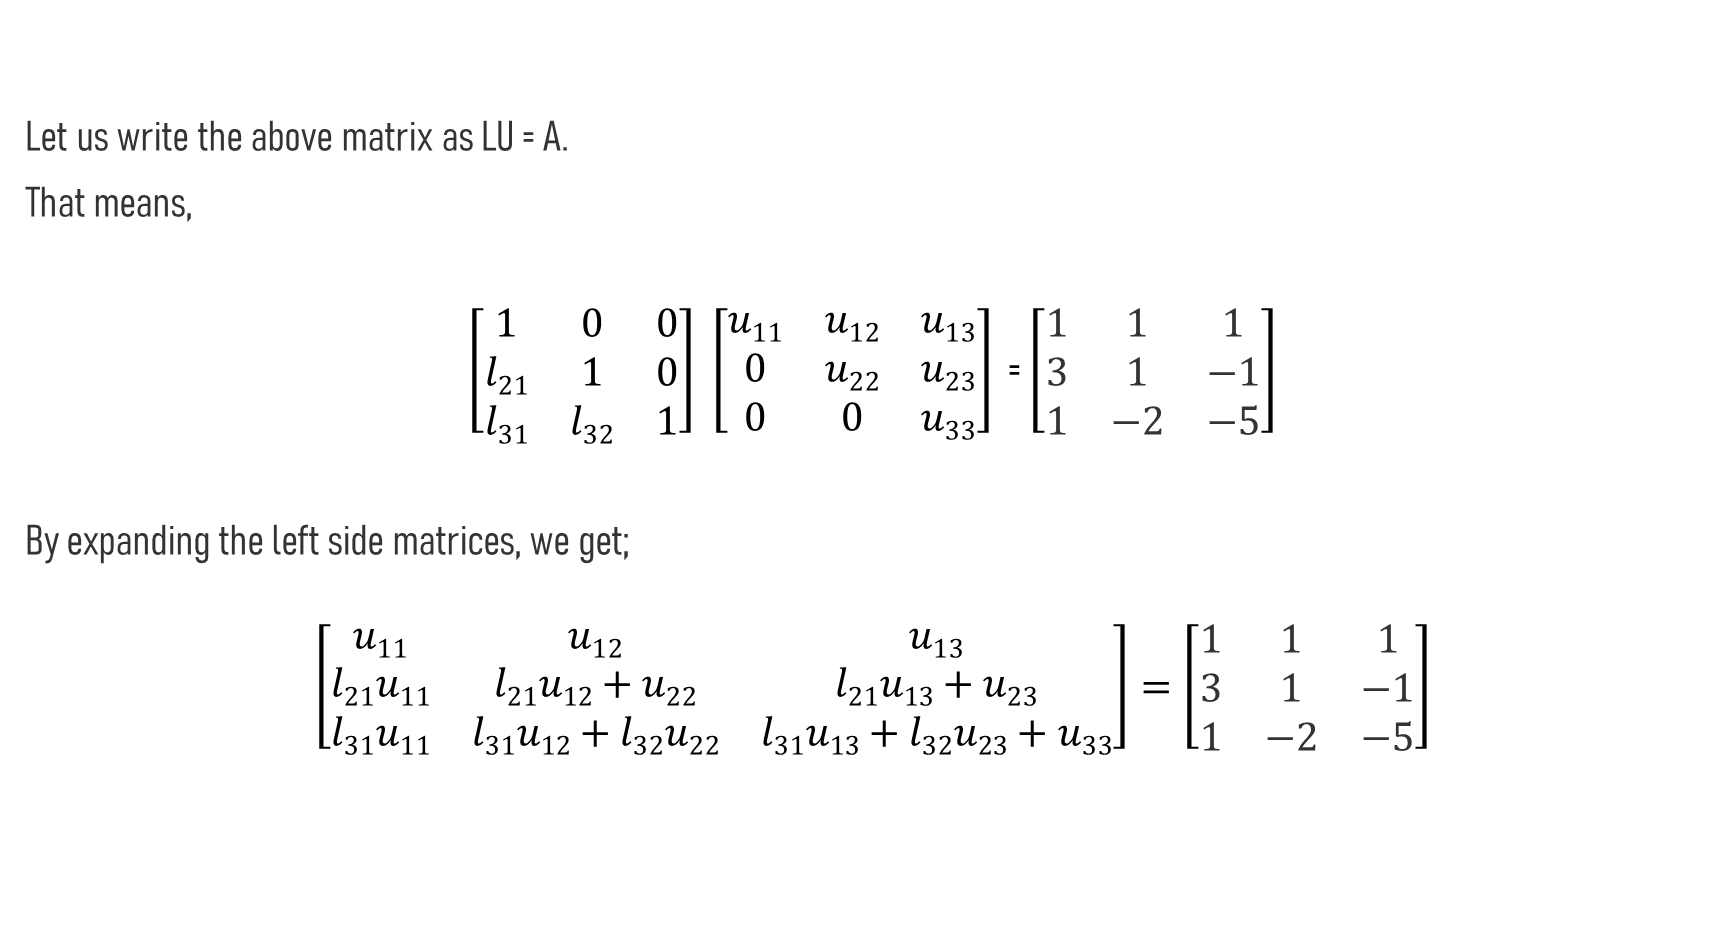 Let us write the above matrix as LU = A.
That means,
[1 0 0] [u₁₁ u₁₂ u₁₃] = [1 1 1]
[l₂₁ 1 0] [0 u₂₂ u₂₃] [3 1 −1]
[l₃₁ l₃₂ 1] [0 0 u₃₃] [1 −2 −5]
By expanding the left side matrices, we get;
[u₁₁ u₁₂ u₁₃] = [1 1 1]
[l₂₁u₁₁ l₂₁u₁₂ + u₂₂ l₂₁u₁₃ + u₂₃] [3 1 −1]
[l₃₁u₁₁ l₃₁u₁₂ + l₃₂u₂₂ l₃₁u₁₃ + l₃₂u₂₃ + u₃₃] [1 −2 −5]